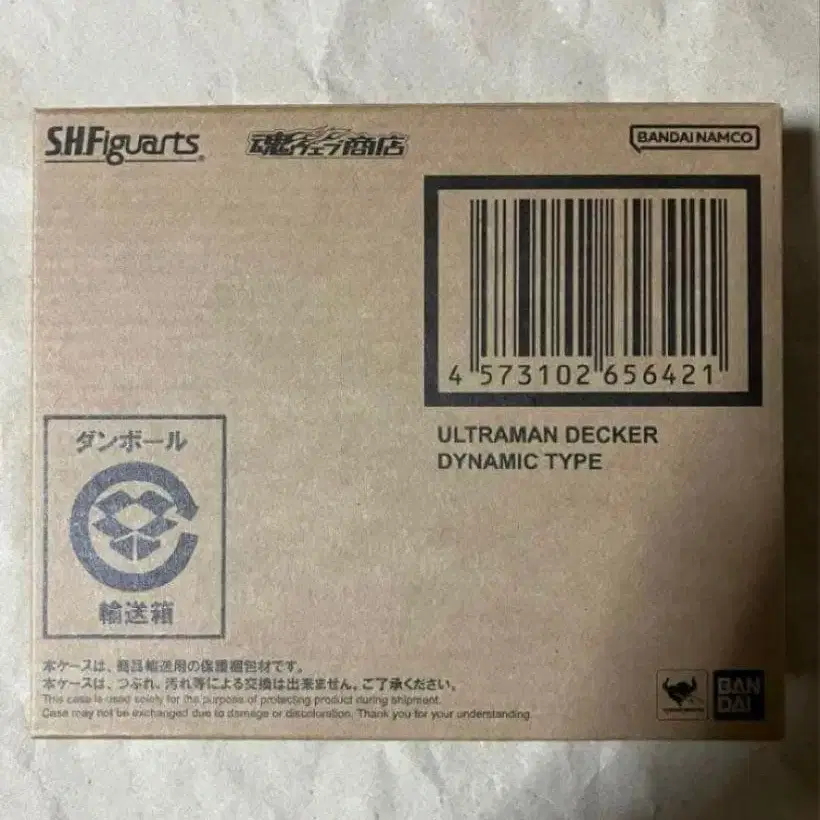 S.H.Figuarts
魂ウェブ商店
BANDAI NAMCO
4 573102 656421
ULTRAMAN DECKER
DYNAMIC TYPE
ダンボール
輸送箱
本ケースは、商品輸送用の保護梱包材です。
本ケースは、つぶれ、汚れ等による交換は出来ません。ご了承ください。
This case is used solely for the purpose of protecting product during shipment.
Case may not be exchanged due to damage or discoloration. Thank you for your understanding.
BAN
DAI